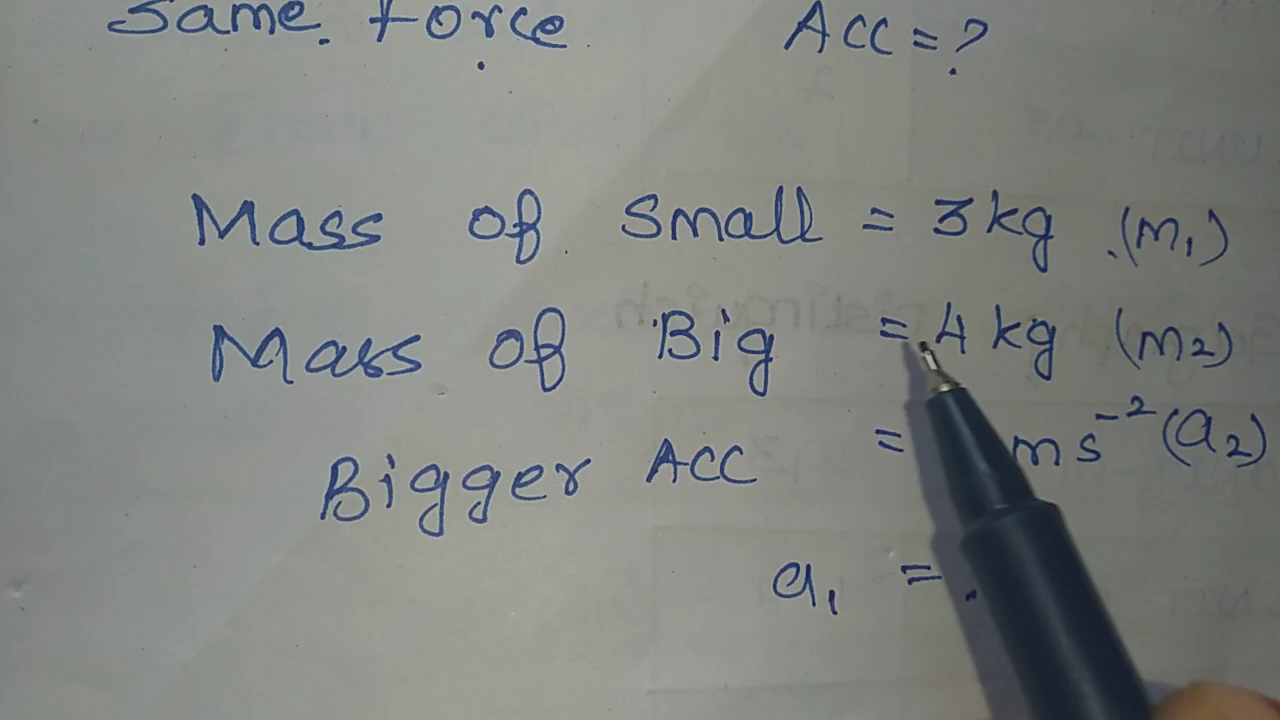 Same Force Acc = ?
Mass of small = 3 kg (m₁)
Mass of Big = 4 kg (m₂)
Bigger Acc = ms⁻² (a₂)
a₁ =